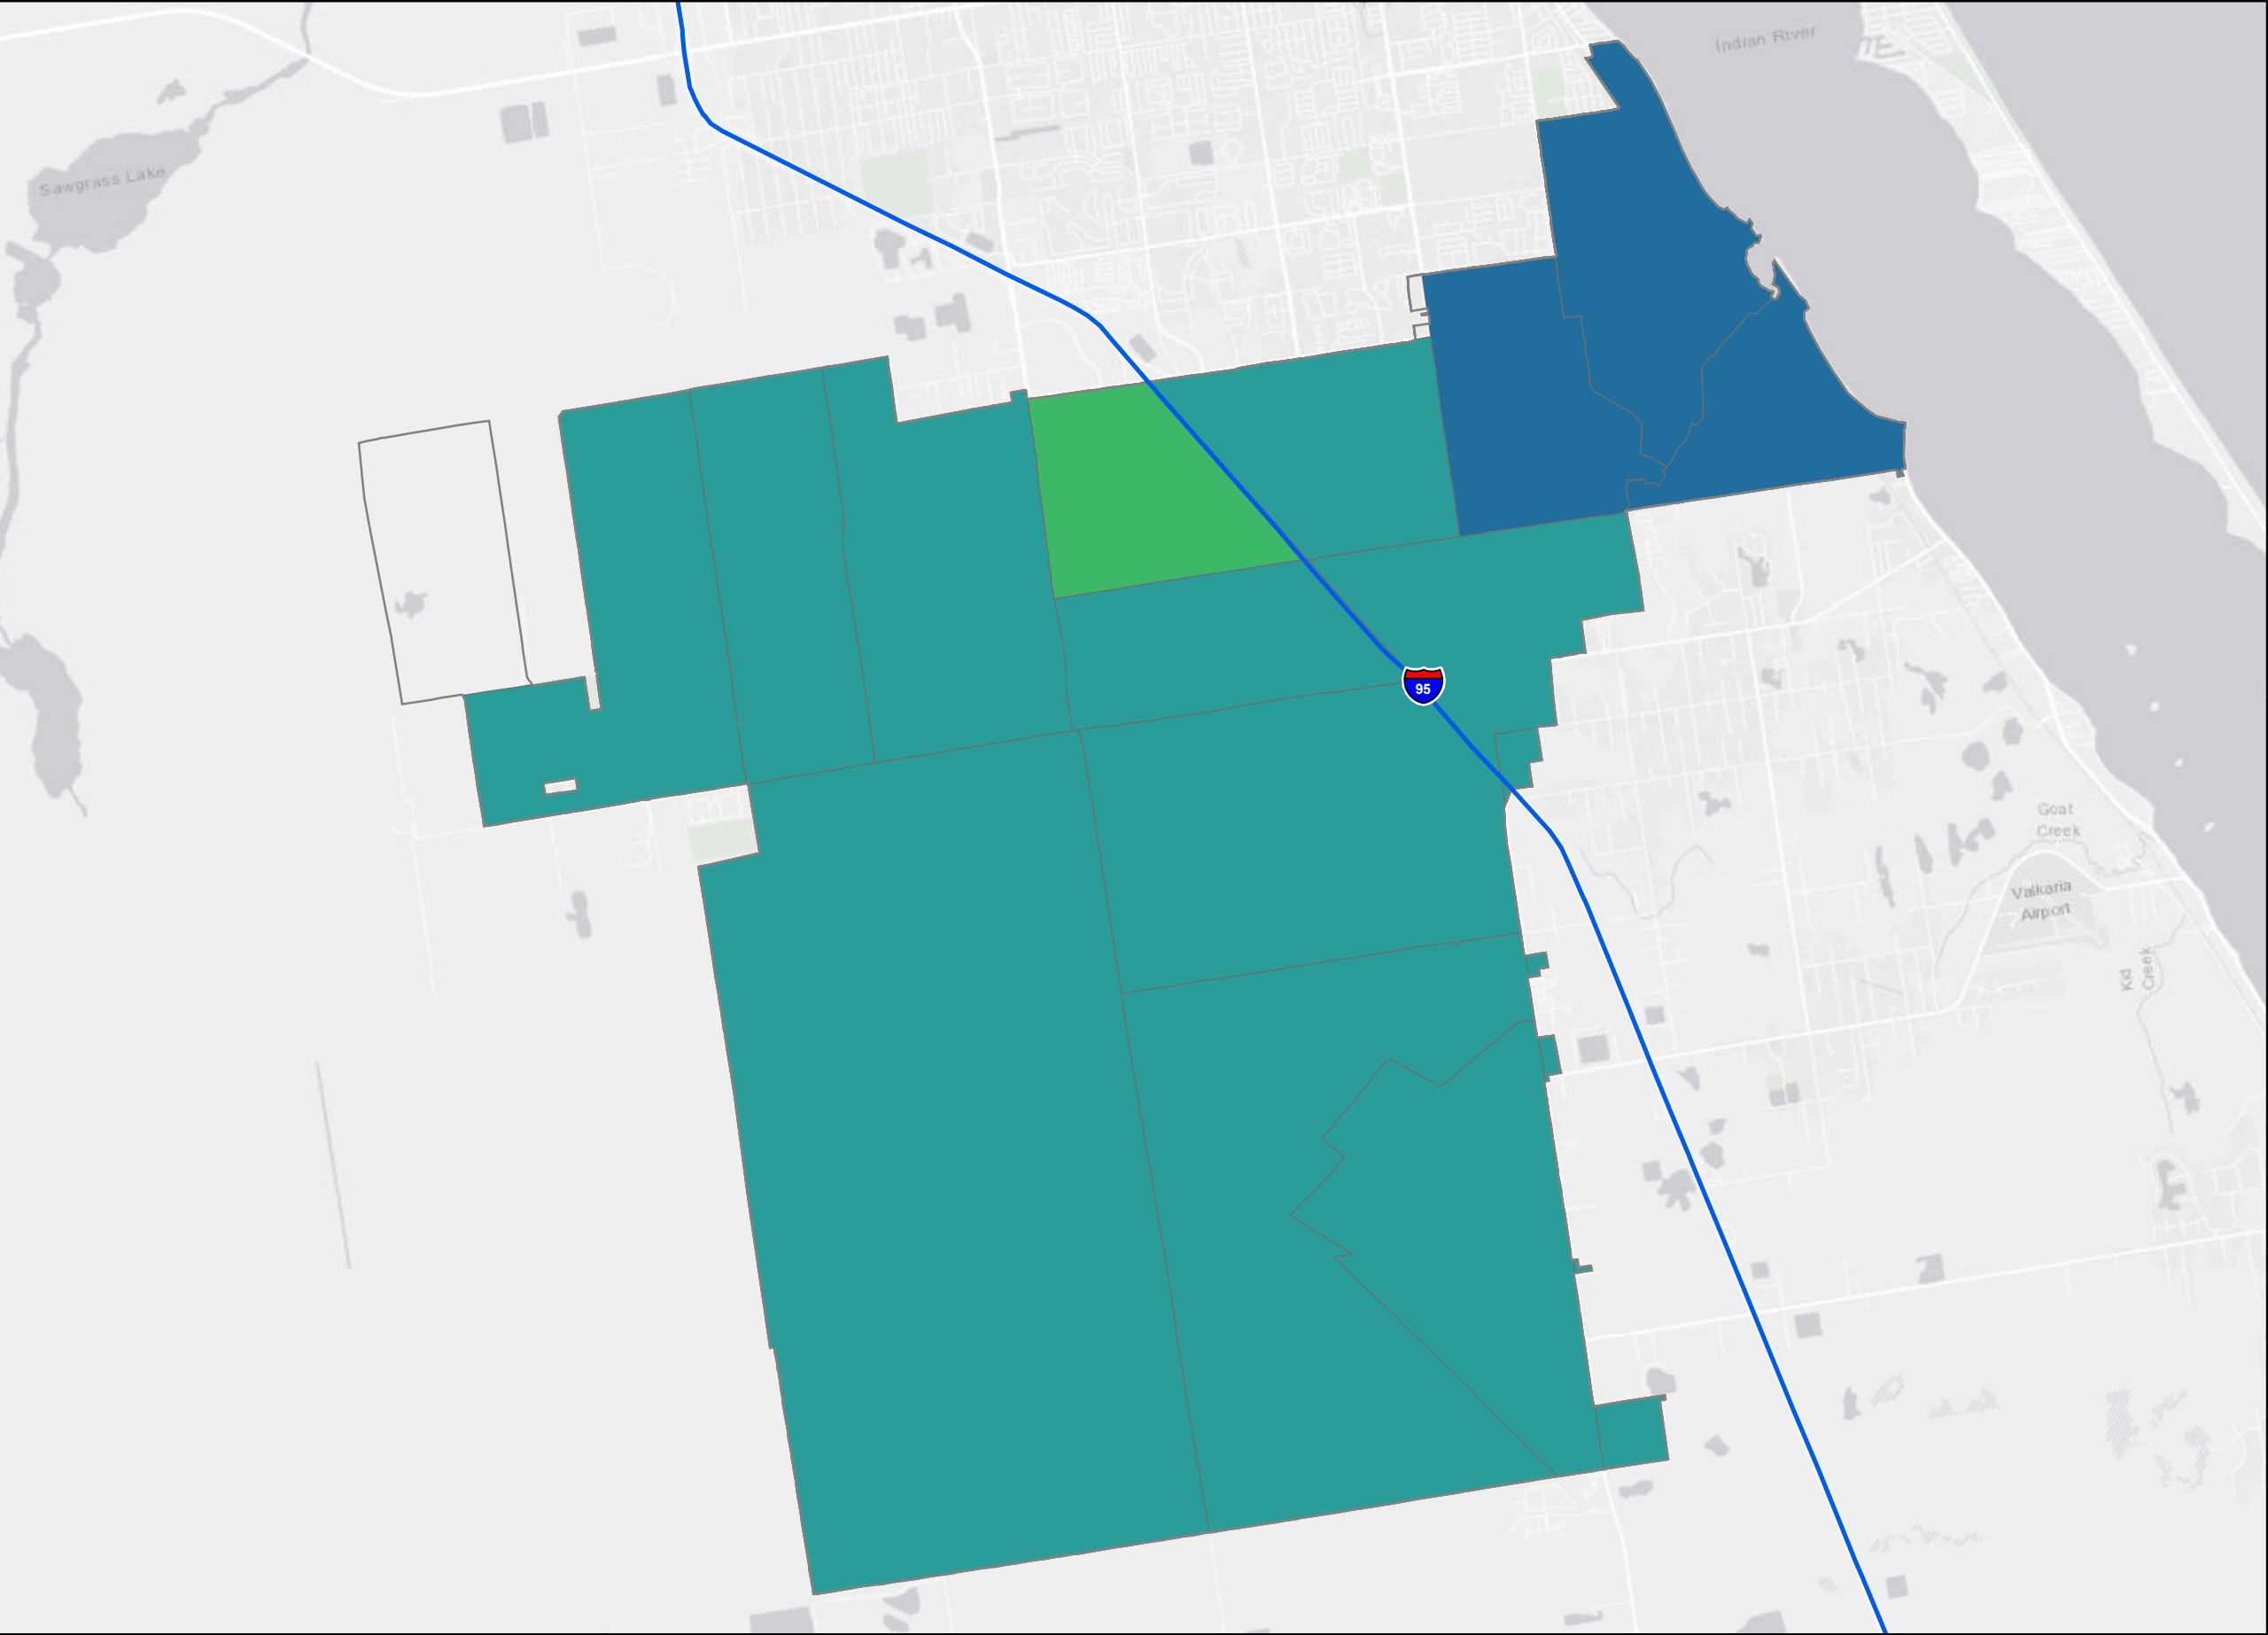 Indian River
Sawgrass Lake
95
Goat
Creek
Valkaria
Airport
Kid
Creek